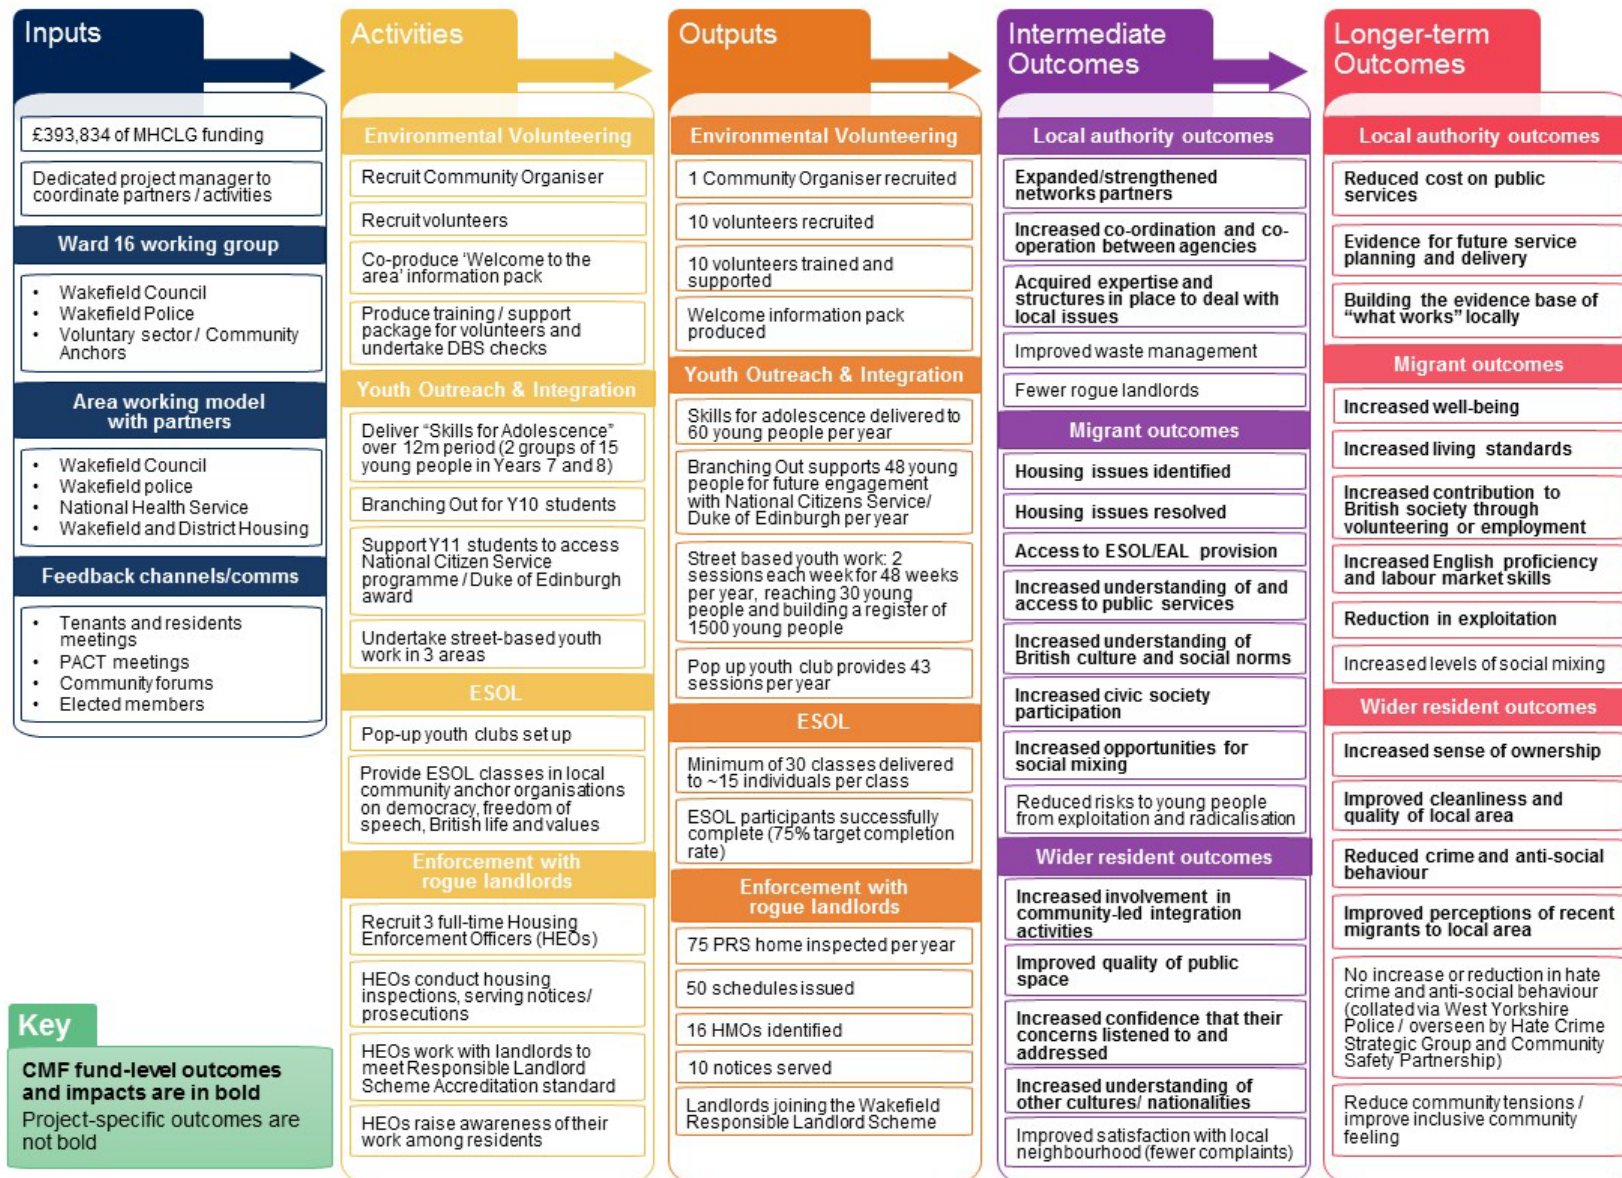 Inputs
£393,834 of MHCLG funding
Dedicated project manager to
coordinate partners / activities
Ward 16 working group
• Wakefield Council
• Wakefield Police
• Voluntary sector / Community
Anchors
Area working model
with partners
• Wakefield Council
• Wakefield police
• National Health Service
• Wakefield and District Housing
Feedback channels/comms
• Tenants and residents
meetings
• PACT meetings
• Community forums
• Elected members
Key
CMF fund-level outcomes
and impacts are in bold
Project-specific outcomes are
not bold
Activities
Environmental Volunteering
Recruit Community Organiser
Recruit volunteers
Co-produce ‘Welcome to the
area’ information pack
Produce training / support
package for volunteers and
undertake DBS checks
Youth Outreach & Integration
Deliver “Skills for Adolescence”
over 12m period (2 groups of 15
young people in Years 7 and 8)
Branching Out for Y10 students
Support Y11 students to access
National Citizen Service
programme / Duke of Edinburgh
award
Undertake street-based youth
work in 3 areas
ESOL
Pop-up youth clubs set up
Provide ESOL classes in local
community anchor organisations
on democracy, freedom of
speech, British life and values
Enforcement with
rogue landlords
Recruit 3 full-time Housing
Enforcement Officers (HEOs)
HEOs conduct housing
inspections, serving notices/
prosecutions
HEOs work with landlords to
meet Responsible Landlord
Scheme Accreditation standard
HEOs raise awareness of their
work among residents
Outputs
Environmental Volunteering
1 Community Organiser recruited
10 volunteers recruited
10 volunteers trained and
supported
Welcome information pack
produced
Youth Outreach & Integration
Skills for adolescence delivered to
60 young people per year
Branching Out supports 48 young
people for future engagement
with National Citizens Service/
Duke of Edinburgh per year
Street based youth work: 2
sessions each week for 48 weeks
per year, reaching 30 young
people and building a register of
1500 young people
Pop up youth club provides 43
sessions per year
ESOL
Minimum of 30 classes delivered
to ~15 individuals per class
ESOL participants successfully
complete (75% target completion
rate)
Enforcement with
rogue landlords
75 PRS home inspected per year
50 schedules issued
16 HMOs identified
10 notices served
Landlords joining the Wakefield
Responsible Landlord Scheme
Intermediate
Outcomes
Local authority outcomes
Expanded/strengthened
networks partners
Increased co-ordination and co-
operation between agencies
Acquired expertise and
structures in place to deal with
local issues
Improved waste management
Fewer rogue landlords
Migrant outcomes
Housing issues identified
Housing issues resolved
Access to ESOL/EAL provision
Increased understanding of and
access to public services
Increased understanding of
British culture and social norms
Increased civic society
participation
Increased opportunities for
social mixing
Reduced risks to young people
from exploitation and radicalisation
Wider resident outcomes
Increased involvement in
community-led integration
activities
Improved quality of public
space
Increased confidence that their
concerns listened to and
addressed
Increased understanding of
other cultures/ nationalities
Improved satisfaction with local
neighbourhood (fewer complaints)
Longer-term
Outcomes
Local authority outcomes
Reduced cost on public
services
Evidence for future service
planning and delivery
Building the evidence base of
“what works” locally
Migrant outcomes
Increased well-being
Increased living standards
Increased contribution to
British society through
volunteering or employment
Increased English proficiency
and labour market skills
Reduction in exploitation
Increased levels of social mixing
Wider resident outcomes
Increased sense of ownership
Improved cleanliness and
quality of local area
Reduced crime and anti-social
behaviour
Improved perceptions of recent
migrants to local area
No increase or reduction in hate
crime and anti-social behaviour
(collated via West Yorkshire
Police / overseen by Hate Crime
Strategic Group and Community
Safety Partnership)
Reduce community tensions /
improve inclusive community
feeling